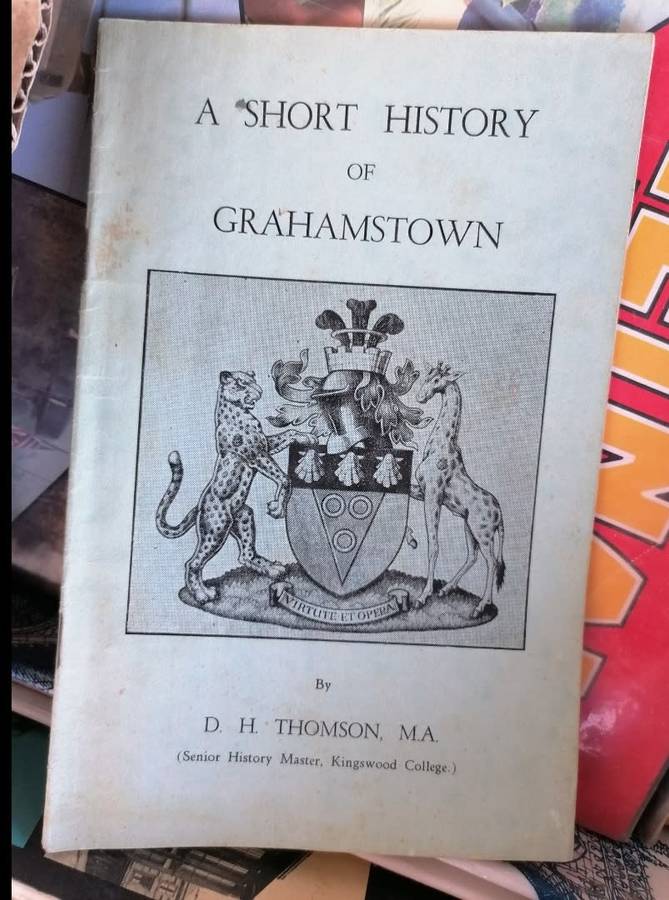 A SHORT HISTORY
OF
GRAHAMSTOWN
VIRTUTE ET OPERA
By
D. H. THOMSON, M.A.
(Senior History Master, Kingswood College.)